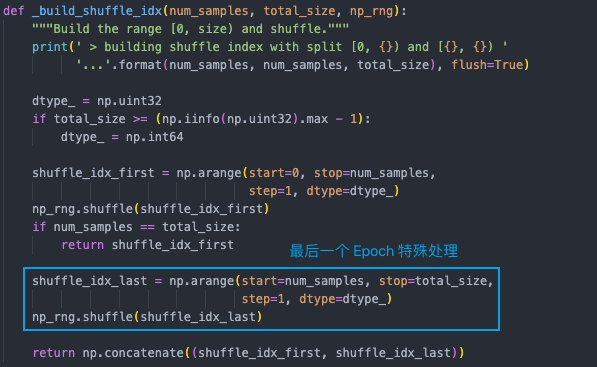 def _build_shuffle_idx(num_samples, total_size, np_rng):
    """Build the range [0, size) and shuffle."""
    print(' > building shuffle index with split [0, {}) and [{}, {}) '
          '...'.format(num_samples, num_samples, total_size), flush=True)

    dtype_ = np.uint32
    if total_size >= (np.iinfo(np.uint32).max - 1):
        dtype_ = np.int64

    shuffle_idx_first = np.arange(start=0, stop=num_samples,
                                  step=1, dtype=dtype_)
    np_rng.shuffle(shuffle_idx_first)
    if num_samples == total_size:
        return shuffle_idx_first
最后一个 Epoch 特殊处理

    shuffle_idx_last = np.arange(start=num_samples, stop=total_size,
                                 step=1, dtype=dtype_)
    np_rng.shuffle(shuffle_idx_last)

    return np.concatenate((shuffle_idx_first, shuffle_idx_last))